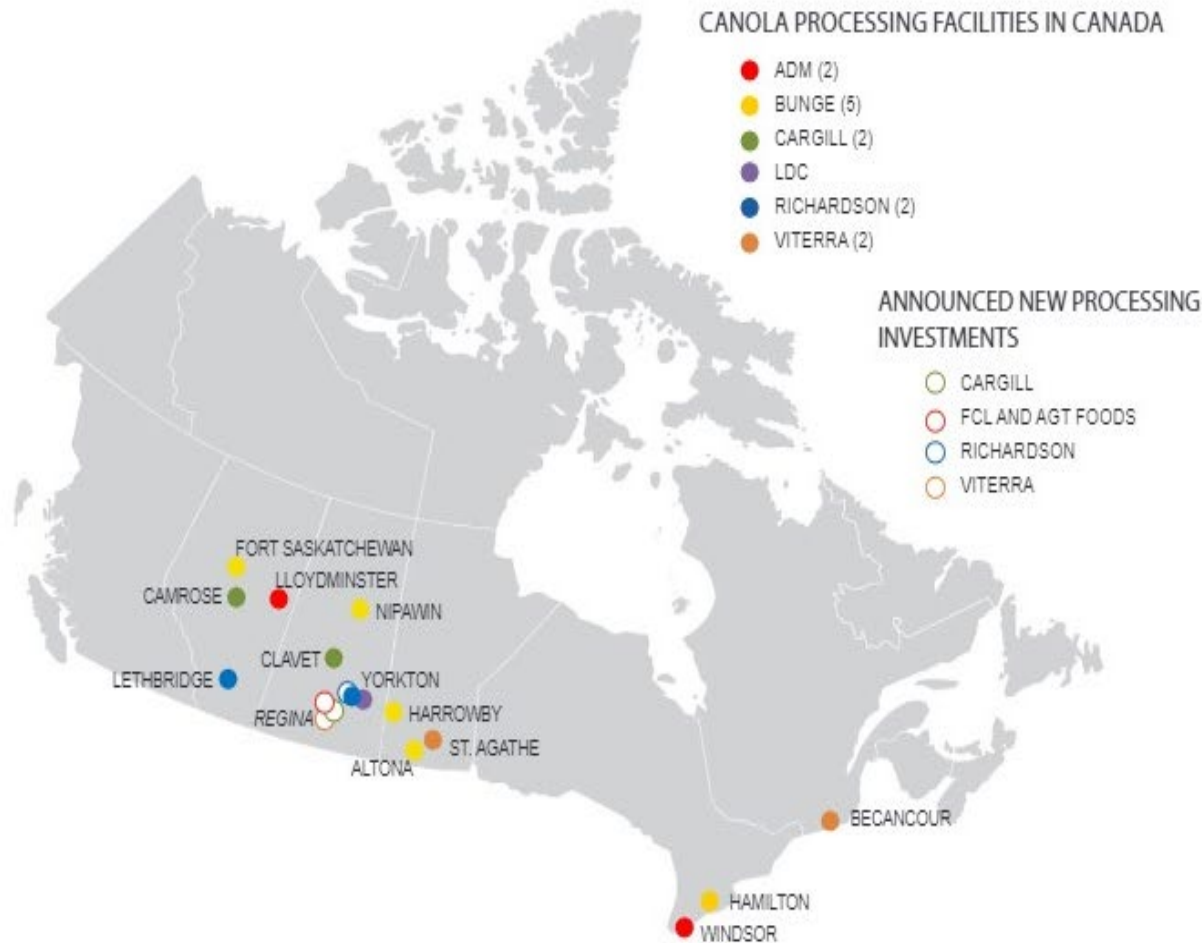 CANOLA PROCESSING FACILITIES IN CANADA
ADM (2)
BUNGE (5)
CARGILL (2)
LDC
RICHARDSON (2)
VITERRA (2)
ANNOUNCED NEW PROCESSING
INVESTMENTS
CARGILL
FCL AND AGT FOODS
RICHARDSON
VITERRA
FORT SASKATCHEWAN
LLOYDMINSTER
CAMROSE
NIPAWIN
CLAVET
LETHBRIDGE
YORKTON
REGINA
HARROWBY
ST. AGATHE
ALTONA
BECANCOUR
HAMILTON
WINDSOR